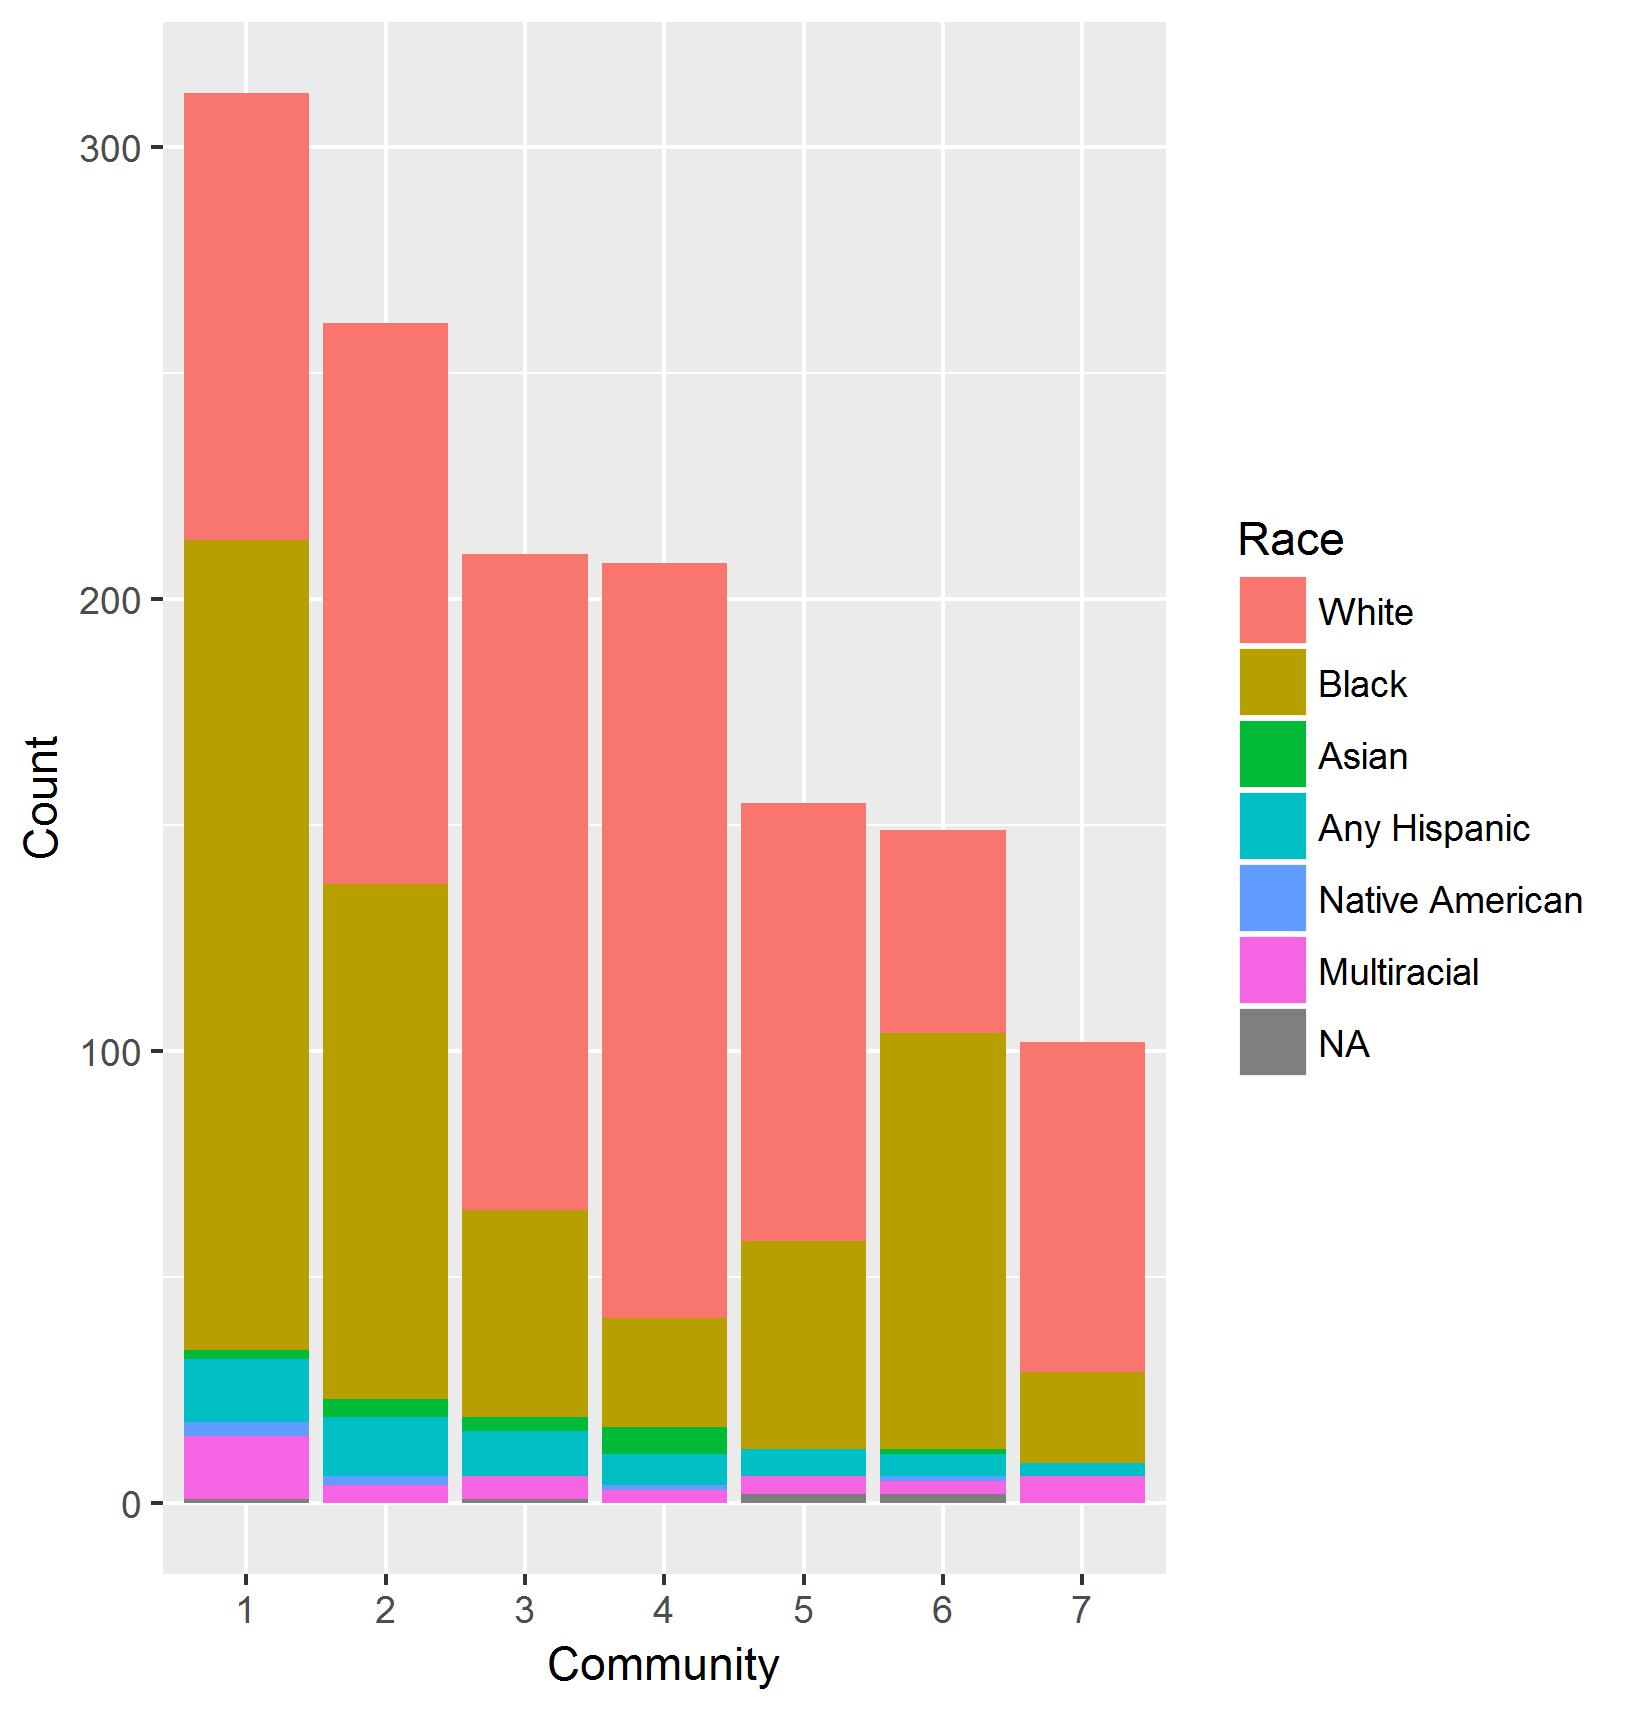 300
200
100
0
Count
1 2 3 4 5 6 7
Community
Race
White
Black
Asian
Any Hispanic
Native American
Multiracial
NA